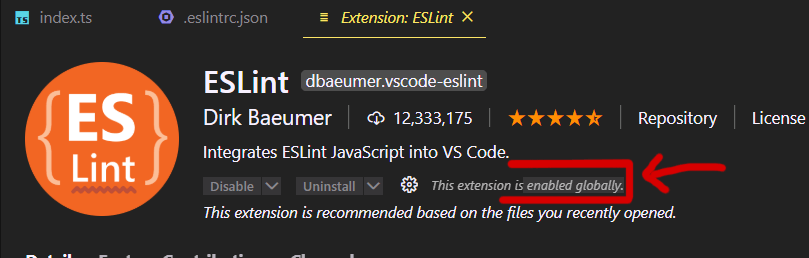 index.ts .eslintrc.json Extension: ESLint
ES
Lint
ESLint dbaeumer.vscode-eslint
Dirk Baeumer 12,333,175 Repository License
Integrates ESLint JavaScript into VS Code.
Disable Uninstall This extension is enabled globally.
This extension is recommended based on the files you recently opened.